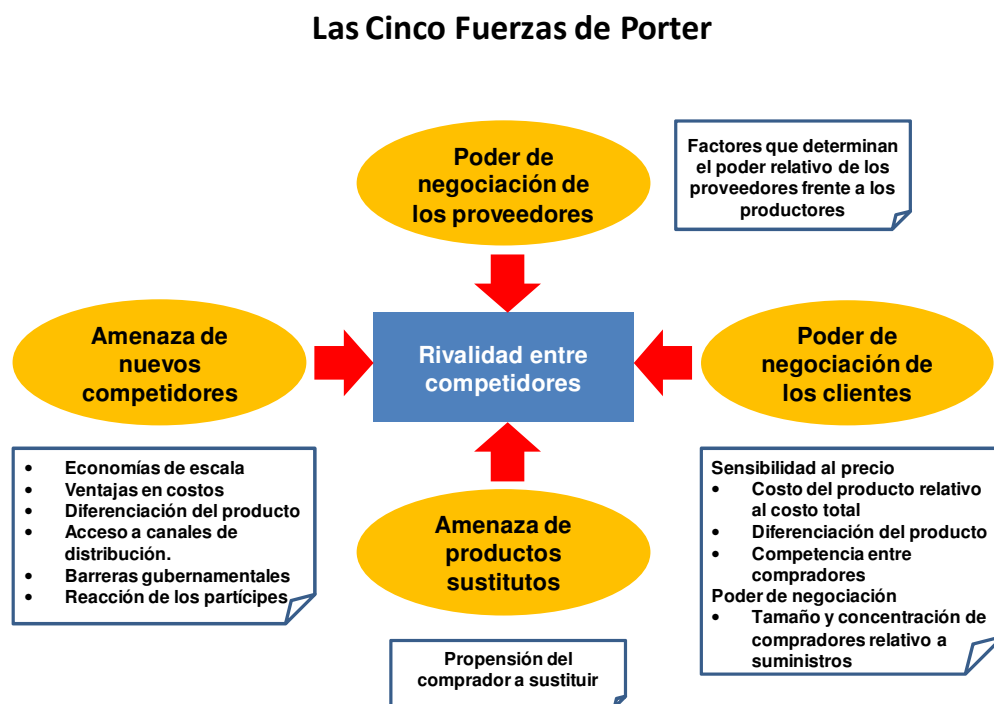 Las Cinco Fuerzas de Porter
Poder de
negociación de
los proveedores
Factores que determinan
el poder relativo de los
proveedores frente a los
productores
Amenaza de
nuevos
competidores
Rivalidad entre
competidores
Poder de
negociación de
los clientes
• Economías de escala
• Ventajas en costos
• Diferenciación del producto
• Acceso a canales de
distribución.
• Barreras gubernamentales
• Reacción de los partícipes
Amenaza de
productos
sustitutos
Sensibilidad al precio
• Costo del producto relativo
al costo total
• Diferenciación del producto
• Competencia entre
compradores
Poder de negociación
• Tamaño y concentración de
compradores relativo a
suministros
Propensión del
comprador a sustituir